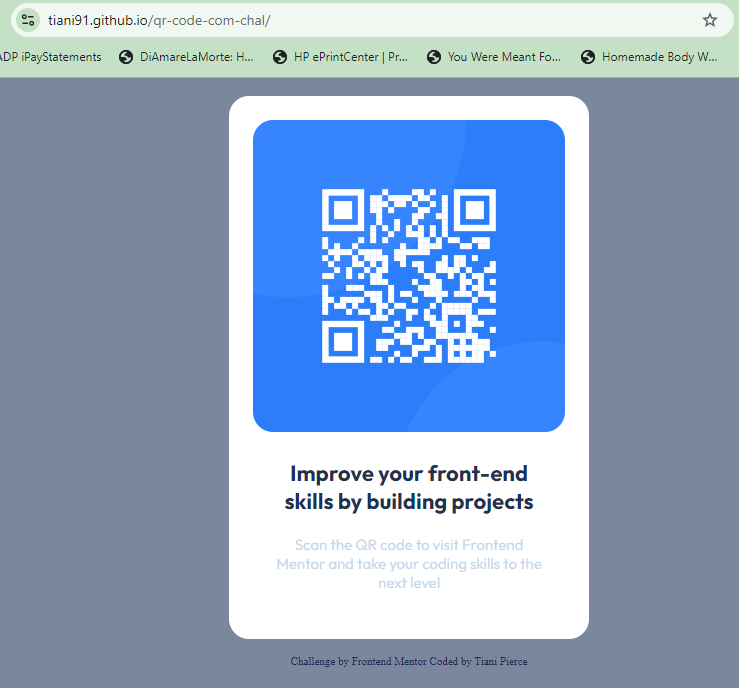 tiani91.github.io/qr-code-com-chal/
ADP iPayStatements DiAmareLaMorte: H... HP ePrintCenter | Pr... You Were Meant Fo... Homemade Body W...
Improve your front-end
skills by building projects
Scan the QR code to visit Frontend
Mentor and take your coding skills to the
next level
Challenge by Frontend Mentor Coded by Tiani Pierce